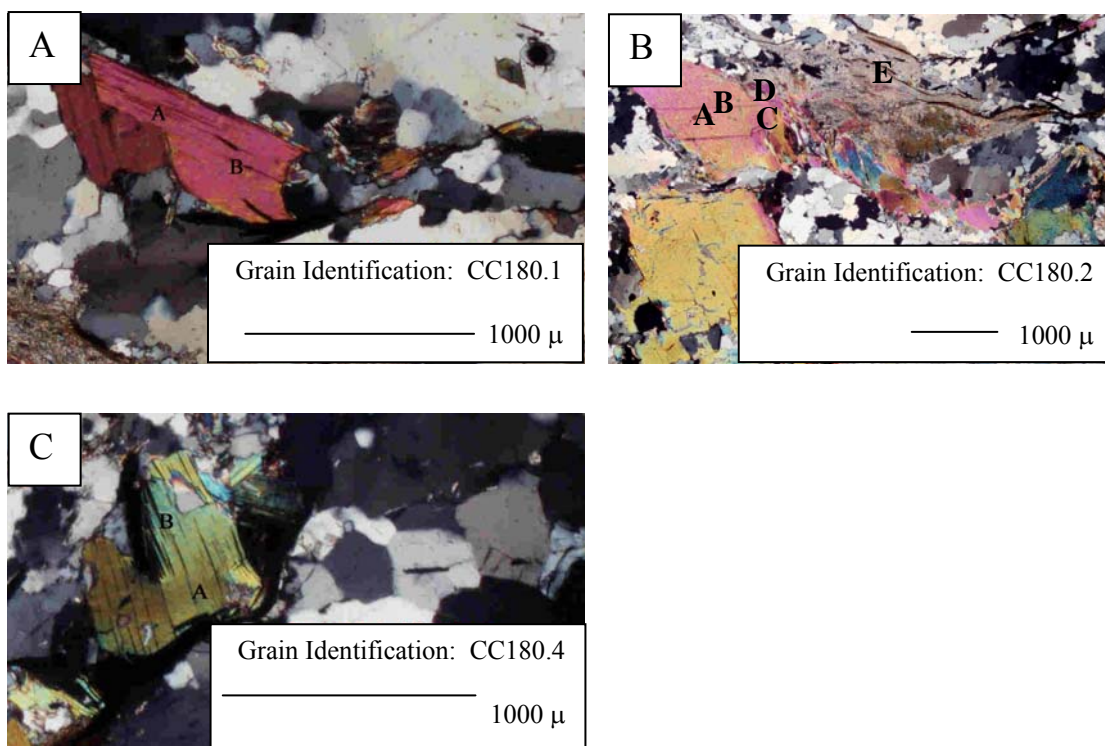 A
A
B
Grain Identification: CC180.1
1000 μ
B
D
E
A B
C
Grain Identification: CC180.2
1000 μ
C
B
A
Grain Identification: CC180.4
1000 μ